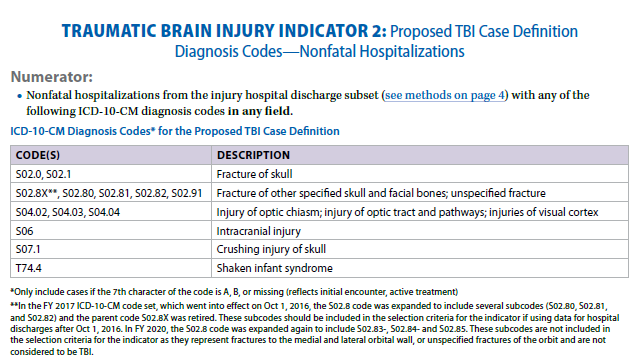 TRAUMATIC BRAIN INJURY INDICATOR 2: Proposed TBI Case Definition
Diagnosis Codes—Nonfatal Hospitalizations
Numerator:
• Nonfatal hospitalizations from the injury hospital discharge subset (see methods on page 4) with any of the
following ICD-10-CM diagnosis codes in any field.
ICD-10-CM Diagnosis Codes* for the Proposed TBI Case Definition
CODE(S) DESCRIPTION
S02.0, S02.1 Fracture of skull
S02.8X**, S02.80, S02.81, S02.82, S02.91 Fracture of other specified skull and facial bones; unspecified fracture
S04.02, S04.03, S04.04 Injury of optic chiasm; injury of optic tract and pathways; injuries of visual cortex
S06 Intracranial injury
S07.1 Crushing injury of skull
T74.4 Shaken infant syndrome
*Only include cases if the 7th character of the code is A, B, or missing (reflects initial encounter, active treatment)
**In the FY 2017 ICD-10-CM code set, which went into effect on Oct 1, 2016, the S02.8 code was expanded to include several subcodes (S02.80, S02.81,
and S02.82) and the parent code S02.8X was retired. These subcodes should be included in the selection criteria for the indicator if using data for hospital
discharges after Oct 1, 2016. In FY 2020, the S02.8 code was expanded again to include S02.83-, S02.84- and S02.85. These subcodes are not included in
the selection criteria for the indicator as they represent fractures to the medial and lateral orbital wall, or unspecified fractures of the orbit and are not
considered to be TBI.